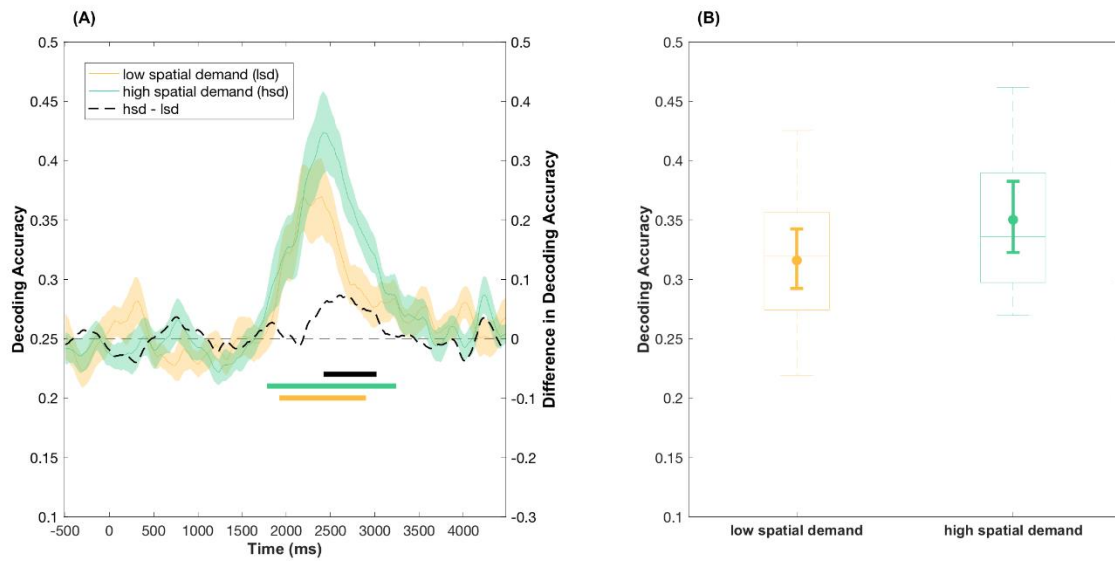 (A)
0.5
0.45
0.4
0.35
0.3
0.25
0.2
0.15
0.1
Decoding Accuracy
low spatial demand (lsd)
high spatial demand (hsd)
hsd - lsd
0.5
0.4
0.3
0.2
0.1
0
-0.1
-0.2
-0.3
Difference in Decoding Accuracy
-500 0 500 1000 1500 2000 2500 3000 3500 4000
Time (ms)
(B)
0.5
0.45
0.4
0.35
0.3
0.25
0.2
0.15
0.1
Decoding Accuracy
low spatial demand high spatial demand